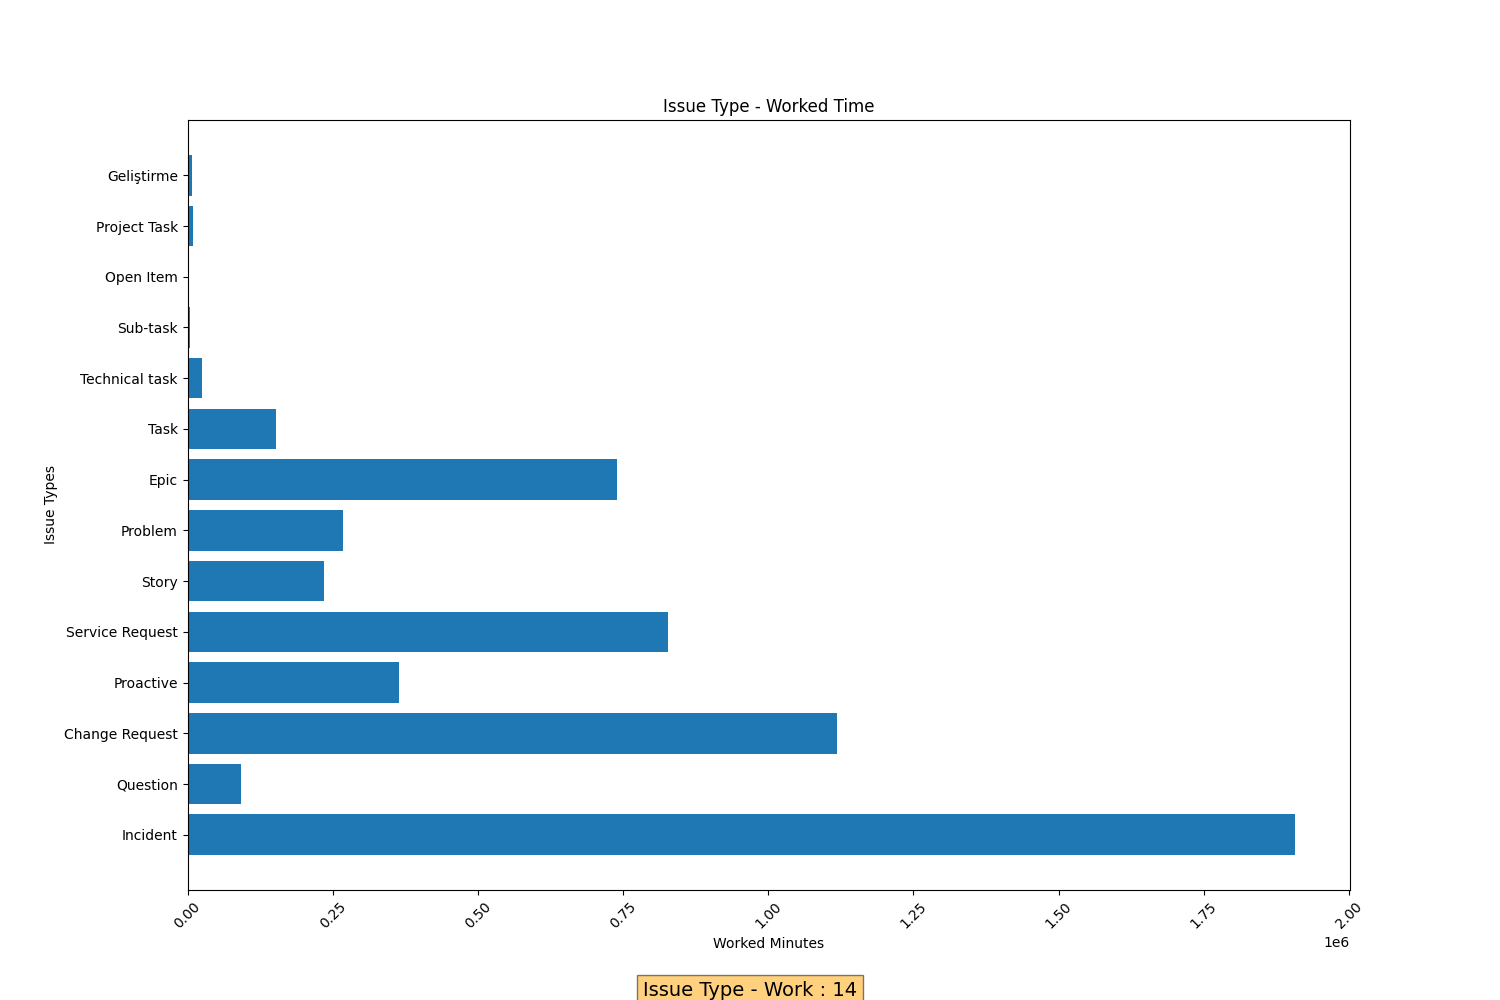 Issue Type - Worked Time
Geliştirme
Project Task
Open Item
Sub-task
Technical task
Task
Epic
Problem
Story
Service Request
Proactive
Change Request
Question
Incident
Issue Types
0.00 0.25 0.50 0.75 1.00 1.25 1.50 1.75 2.00
1e6
Worked Minutes
Issue Type - Work : 14